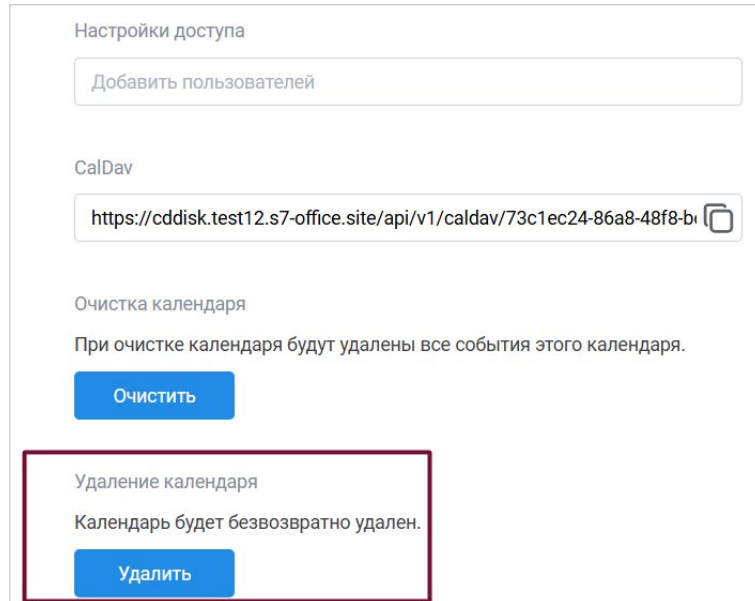 Настройки доступа
Добавить пользователей
CalDav
https://cddisk.test12.s7-office.site/api/v1/caldav/73c1ec24-86a8-48f8-b
Очистка календаря
При очистке календаря будут удалены все события этого календаря.
Очистить
Удаление календаря
Календарь будет безвозвратно удален.
Удалить